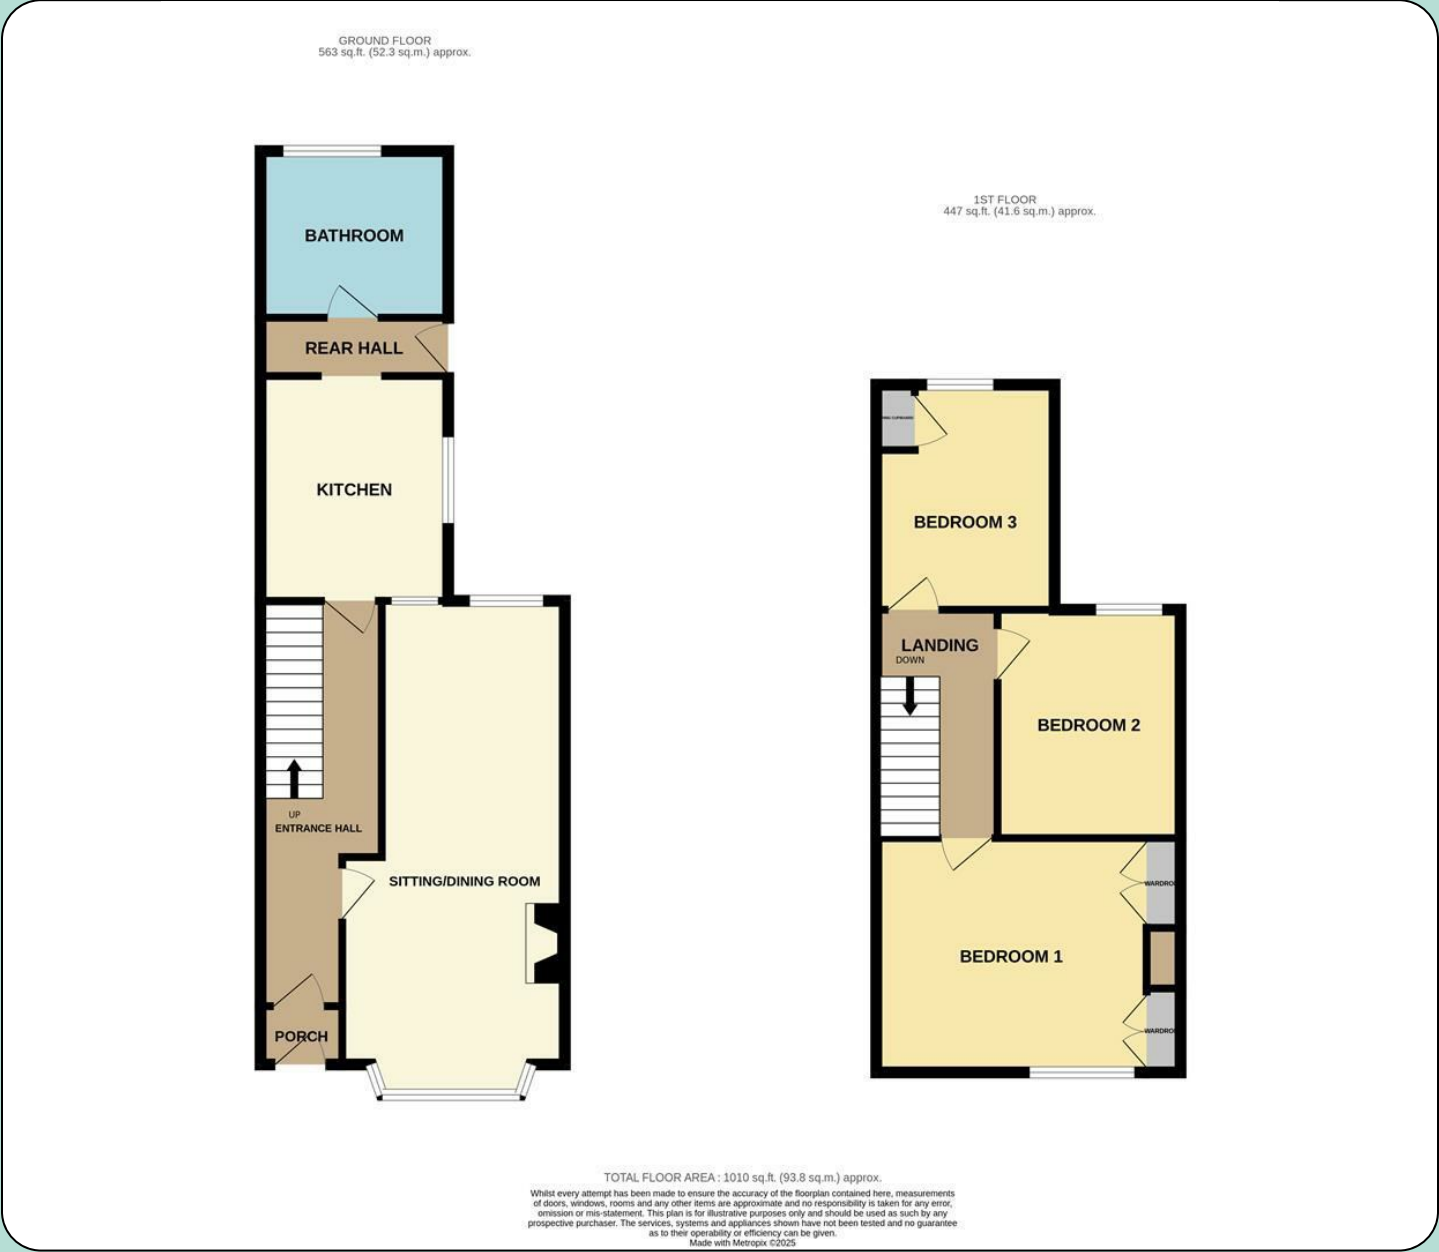 GROUND FLOOR
563 sq.ft. (52.3 sq.m.) approx.
1ST FLOOR
447 sq.ft. (41.6 sq.m.) approx.
BATHROOM
REAR HALL
KITCHEN
UP
ENTRANCE HALL
SITTING/DINING ROOM
PORCH
BEDROOM 3
LANDING
DOWN
BEDROOM 2
WARDRO
BEDROOM 1
WARDRO
TOTAL FLOOR AREA : 1010 sq.ft. (93.8 sq.m.) approx.
Whilst every attempt has been made to ensure the accuracy of the floorplan contained here, measurements
of doors, windows, rooms and any other items are approximate and no responsibility is taken for any error,
omission or mis-statement. This plan is for illustrative purposes only and should be used as such by any
prospective purchaser. The services, systems and appliances shown have not been tested and no guarantee
as to their operability or efficiency can be given.
Made with Metropix ©2025